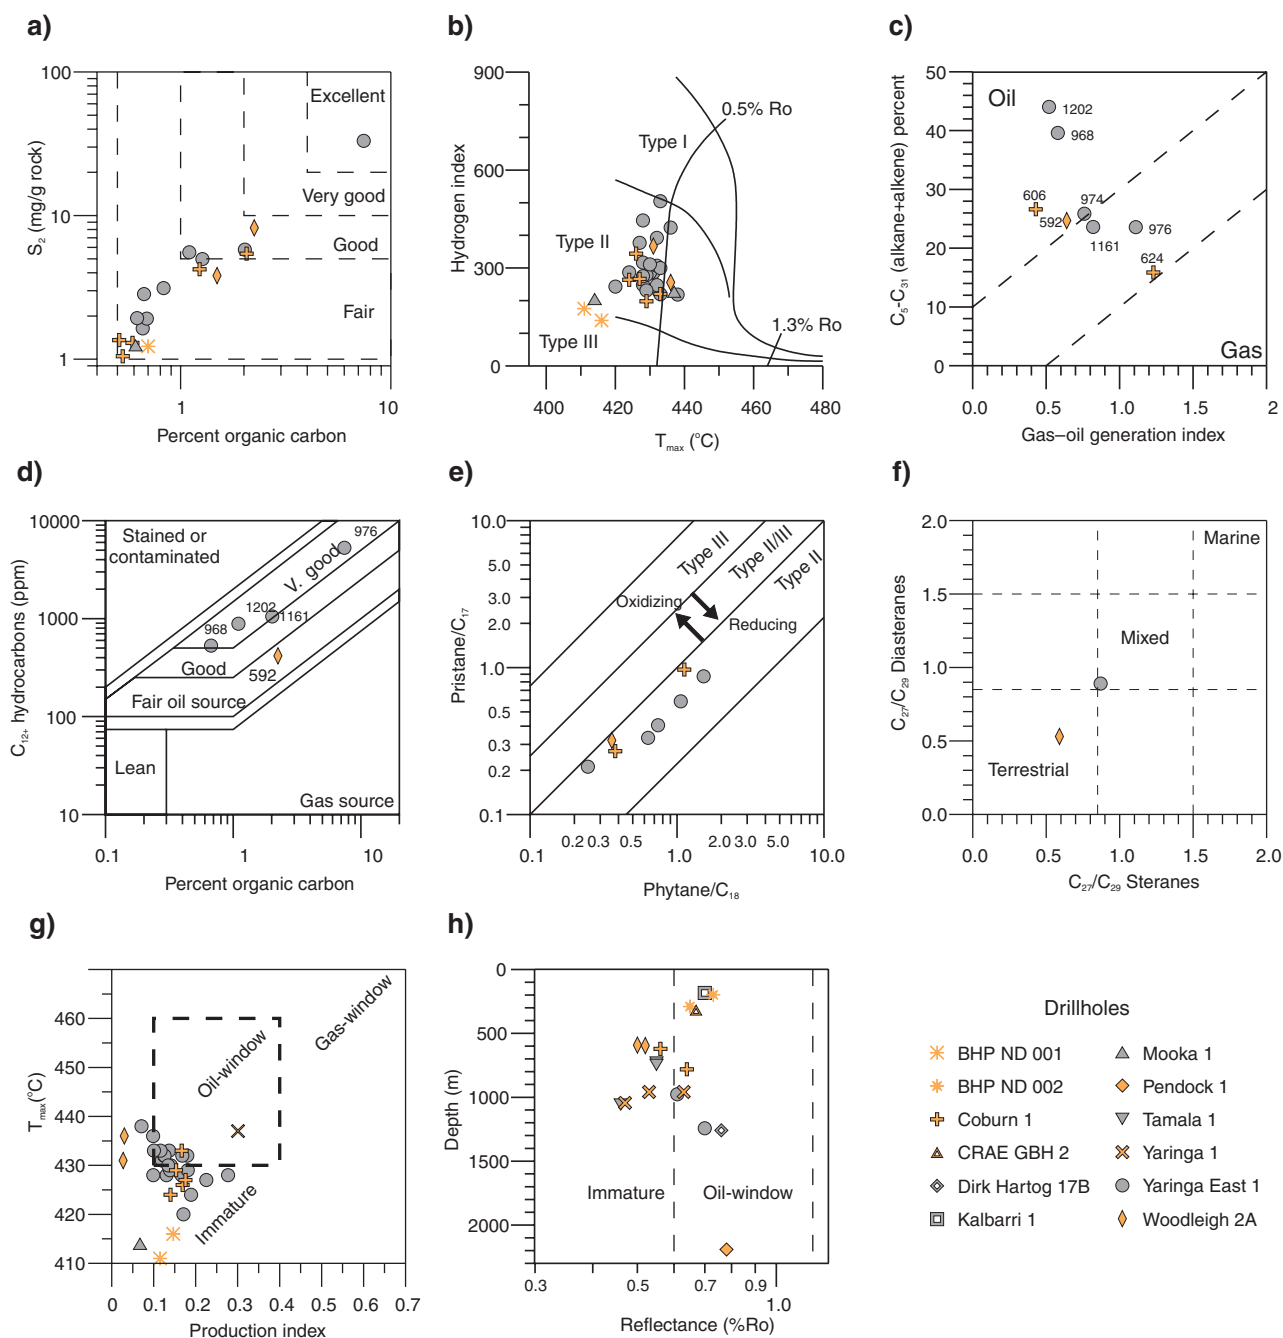 a)
100
10
1
S₂ (mg/g rock)
Excellent
Very good
Good
Fair
1
10
Percent organic carbon
b)
900
600
300
0
Hydrogen index
Type I
Type II
Type III
0.5% Ro
1.3% Ro
400
420
440
460
480
Tmax (°C)
c)
50
40
30
20
10
0
C₅-C₃₁ (alkane+alkene) percent
Oil
1202
968
606
592
974
1161
976
624
Gas
0.0
0.5
1.0
1.5
2
Gas–oil generation index
d)
10000
1000
100
10
C₁₂₊ hydrocarbons (ppm)
Stained or
contaminated
976
V. good
1202
1161
968
Good
592
Fair oil source
Lean
Gas source
0.1
1
10
Percent organic carbon
e)
10.0
5.0
3.0
2.0
1.0
0.5
0.3
0.2
0.1
Pristane/C₁₇
Type III
Type II/III
Type II
Oxidizing
Reducing
0.1
0.2
0.3
0.5
1.0
2.0
3.0
5.0
10.0
Phytane/C₁₈
f)
2.0
1.5
1.0
0.5
0.0
C₂₇/C₂₉ Diasteranes
Marine
Mixed
Terrestrial
0.0
0.5
1.0
1.5
2.0
C₂₇/C₂₉ Steranes
g)
460
450
440
430
420
410
Tmax(°C)
Oil-window
Gas-window
Immature
0
0.1
0.2
0.3
0.4
0.5
0.6
0.7
Production index
h)
0
500
1000
1500
2000
Depth (m)
Immature
Oil-window
0.3
0.5
0.7
0.9
1.0
Reflectance (%Ro)
Drillholes
BHP ND 001
BHP ND 002
Coburn 1
CRAE GBH 2
Dirk Hartog 17B
Kalbarri 1
Mooka 1
Pendock 1
Tamala 1
Yaringa 1
Yaringa East 1
Woodleigh 2A